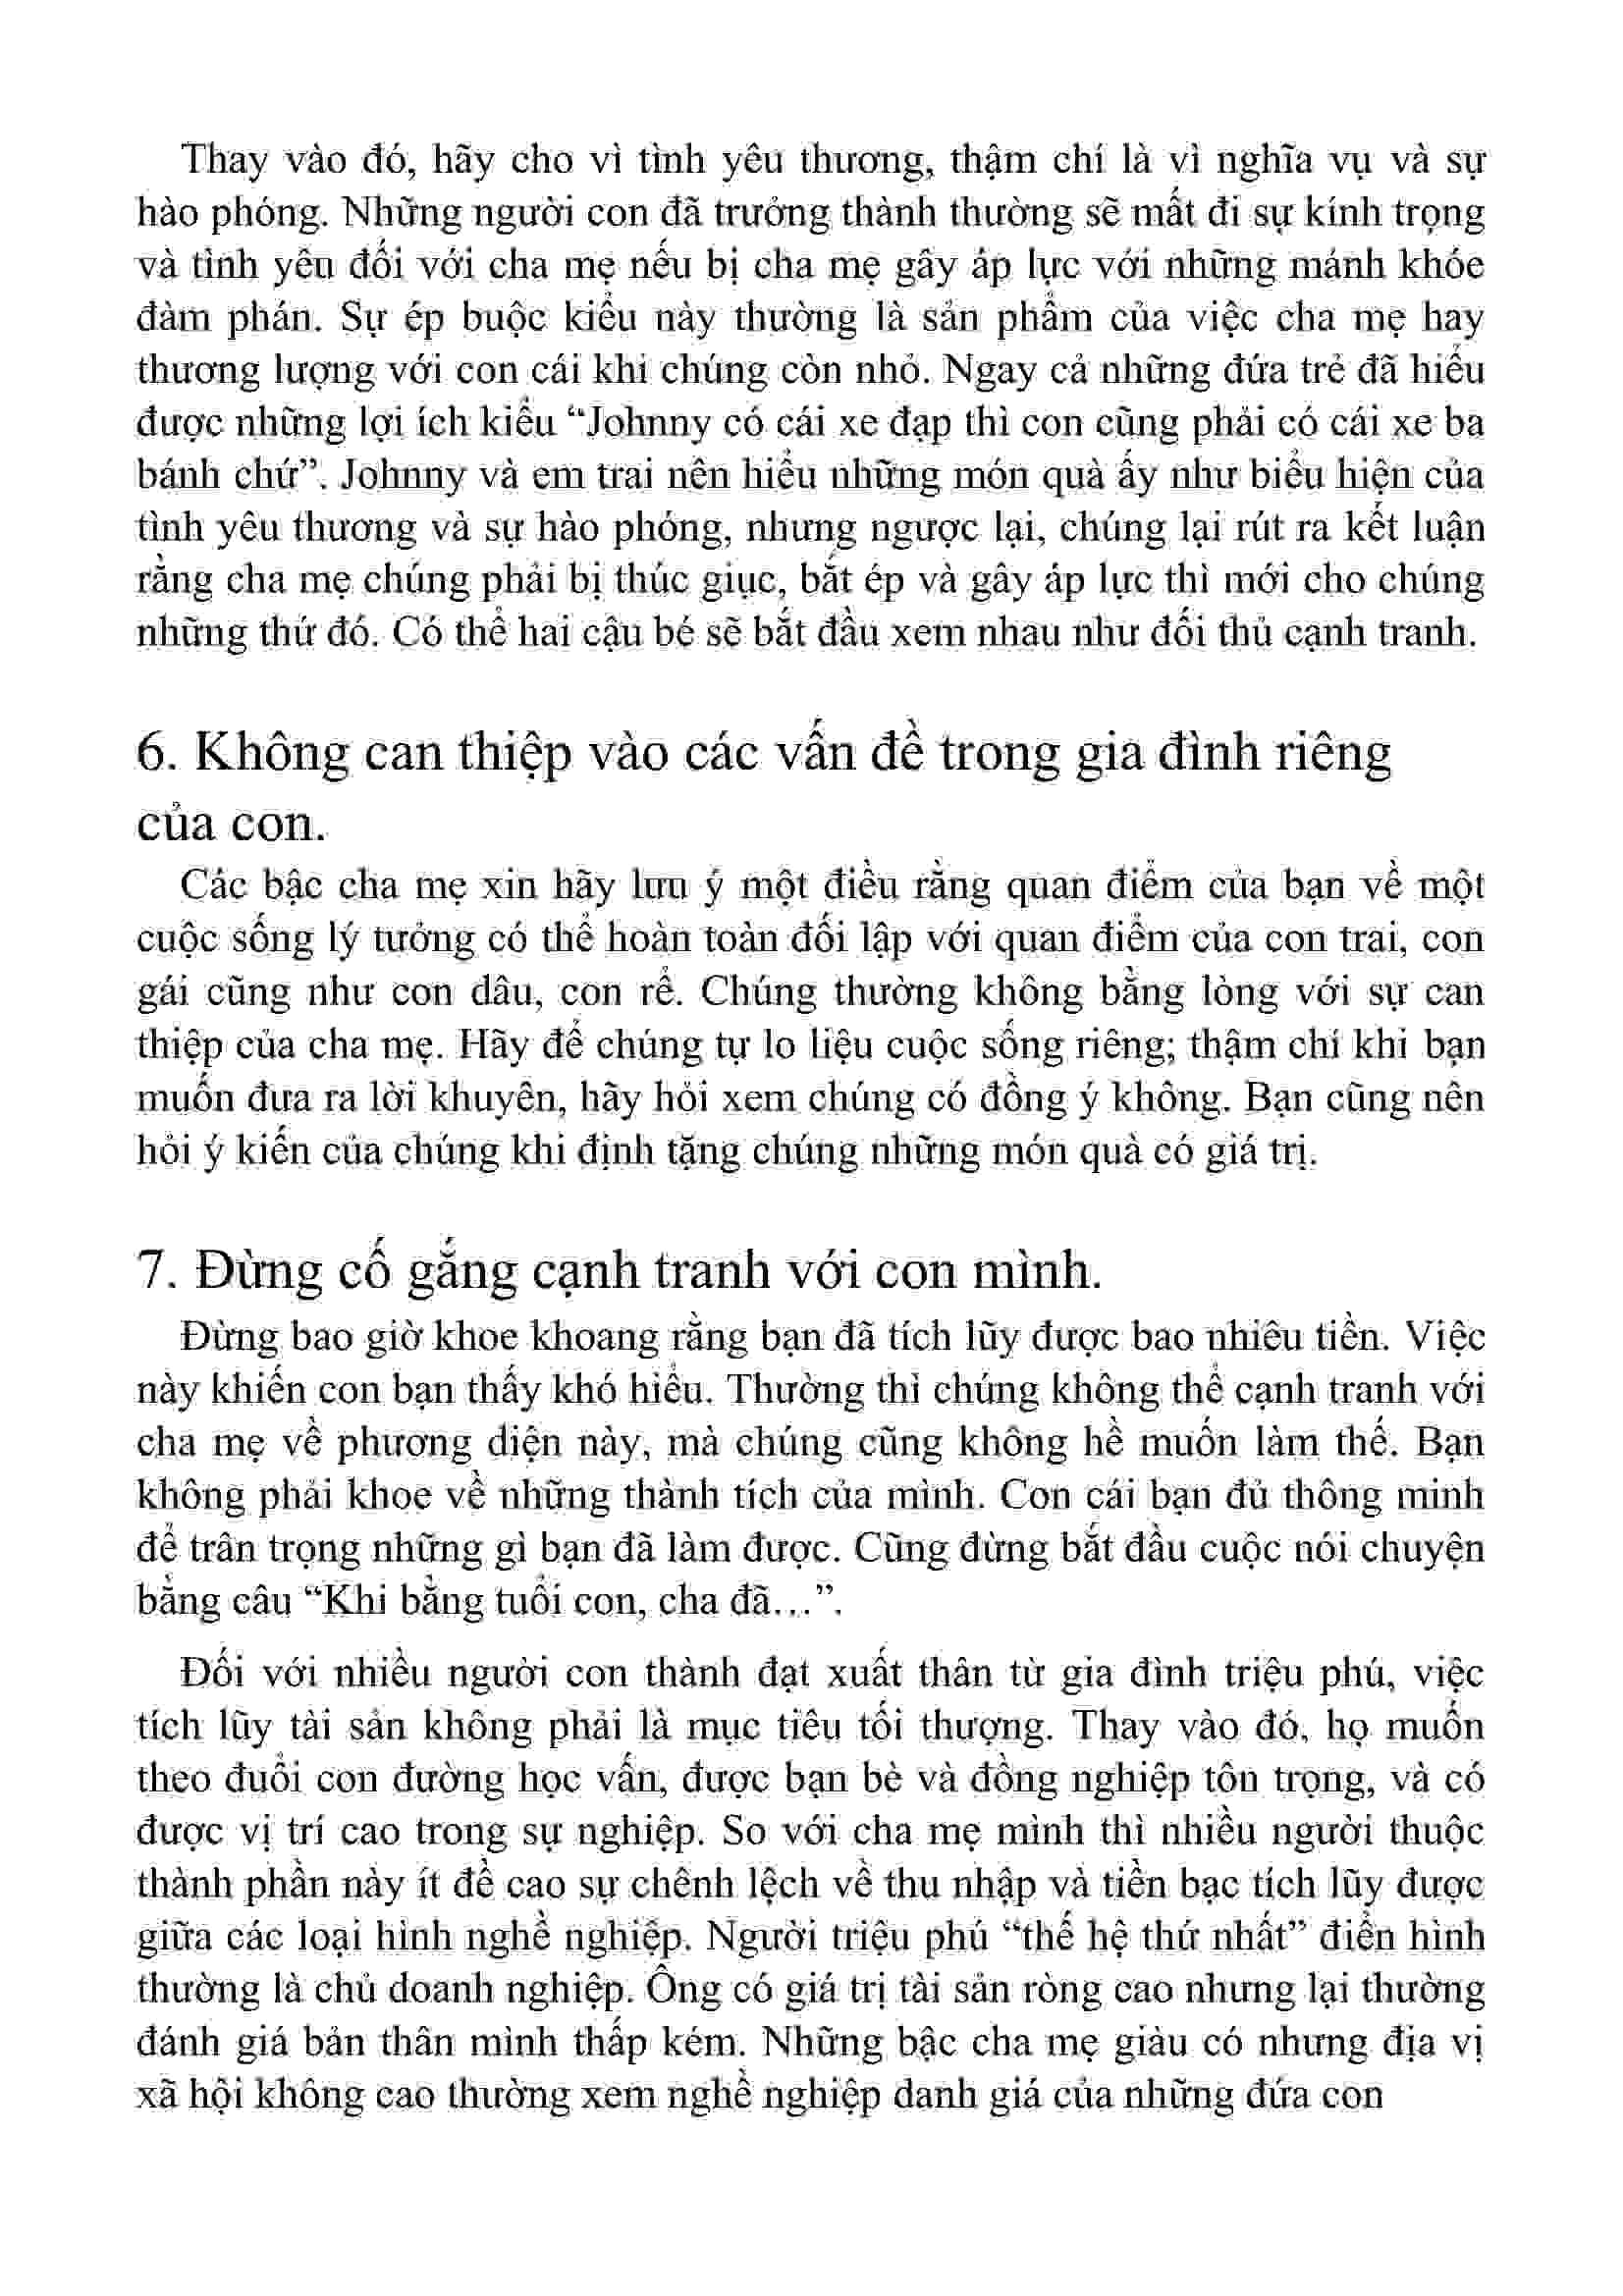 Thay vào đó, hãy cho vì tình yêu thương, thậm chí là vì nghĩa vụ và sự
hào phóng. Những người con đã trưởng thành thường sẽ mất đi sự kính trọng
và tình yêu đối với cha mẹ nếu bị cha mẹ gây áp lực với những mánh khóe
đàm phán. Sự ép buộc kiểu này thường là sản phẩm của việc cha mẹ hay
thương lượng với con cái khi chúng còn nhỏ. Ngay cả những đứa trẻ đã hiểu
được những lợi ích kiểu “Johnny có cái xe đạp thì con cũng phải có cái xe ba
bánh chứ”. Johnny và em trai nên hiểu những món quà ấy như biểu hiện của
tình yêu thương và sự hào phóng, nhưng ngược lại, chúng lại rút ra kết luận
rằng cha mẹ chúng phải bị thúc giục, bắt ép và gây áp lực thì mới cho chúng
những thứ đó. Có thể hai cậu bé sẽ bắt đầu xem nhau như đối thủ cạnh tranh.
6. Không can thiệp vào các vấn đề trong gia đình riêng
của con.
Các bậc cha mẹ xin hãy lưu ý một điều rằng quan điểm của bạn về một
cuộc sống lý tưởng có thể hoàn toàn đối lập với quan điểm của con trai, con
gái cũng như con dâu, con rể. Chúng thường không bằng lòng với sự can
thiệp của cha mẹ. Hãy để chúng tự lo liệu cuộc sống riêng; thậm chí khi bạn
muốn đưa ra lời khuyên, hãy hỏi xem chúng có đồng ý không. Bạn cũng nên
hỏi ý kiến của chúng khi định tặng chúng những món quà có giá trị.
7. Đừng cố gắng cạnh tranh với con mình.
Đừng bao giờ khoe khoang rằng bạn đã tích lũy được bao nhiêu tiền. Việc
này khiến con bạn thấy khó hiểu. Thường thì chúng không thể cạnh tranh với
cha mẹ về phương diện này, mà chúng cũng không hề muốn làm thế. Bạn
không phải khoe về những thành tích của mình. Con cái bạn đủ thông minh
để trân trọng những gì bạn đã làm được. Cũng đừng bắt đầu cuộc nói chuyện
bằng câu “Khi bằng tuổi con, cha đã…”.
Đối với nhiều người con thành đạt xuất thân từ gia đình triệu phú, việc
tích lũy tài sản không phải là mục tiêu tối thượng. Thay vào đó, họ muốn
theo đuổi con đường học vấn, được bạn bè và đồng nghiệp tôn trọng, và có
được vị trí cao trong sự nghiệp. So với cha mẹ mình thì nhiều người thuộc
thành phần này ít đề cao sự chênh lệch về thu nhập và tiền bạc tích lũy được
giữa các loại hình nghề nghiệp. Người triệu phú “thế hệ thứ nhất” điển hình
thường là chủ doanh nghiệp. Ông có giá trị tài sản ròng cao nhưng lại thường
đánh giá bản thân mình thấp kém. Những bậc cha mẹ giàu có nhưng địa vị
xã hội không cao thường xem nghề nghiệp danh giá của những đứa con